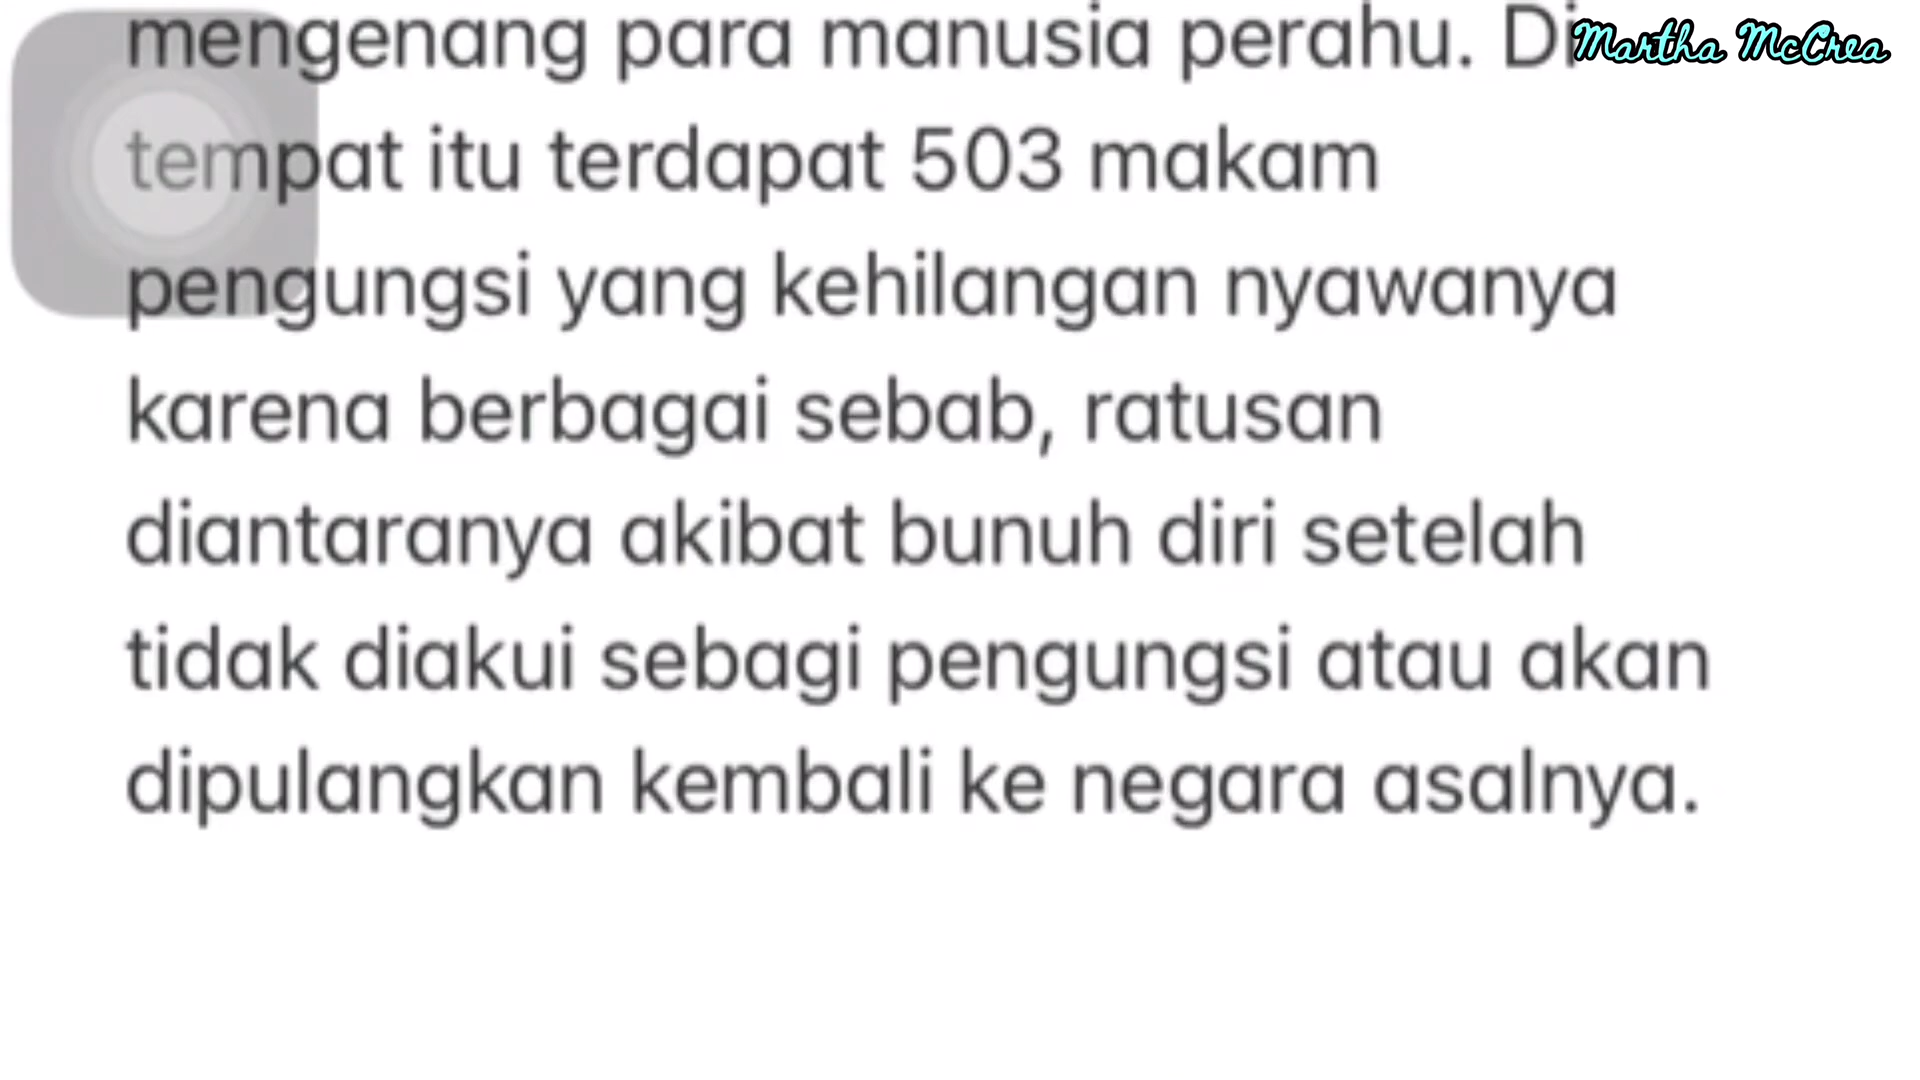 mengenang para manusia perahu. Di
Martha McCrea
tempat itu terdapat 503 makam
pengungsi yang kehilangan nyawanya
karena berbagai sebab, ratusan
diantaranya akibat bunuh diri setelah
tidak diakui sebagi pengungsi atau akan
dipulangkan kembali ke negara asalnya.